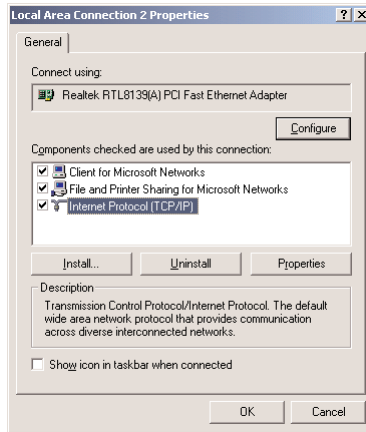 Local Area Connection 2 Properties
General
Connect using:
Realtek RTL8139(A) PCI Fast Ethernet Adapter
Configure
Components checked are used by this connection:
Client for Microsoft Networks
File and Printer Sharing for Microsoft Networks
Internet Protocol (TCP/IP)
Install... Uninstall Properties
Description
Transmission Control Protocol/Internet Protocol. The default
wide area network protocol that provides communication
across diverse interconnected networks.
Show icon in taskbar when connected
OK Cancel